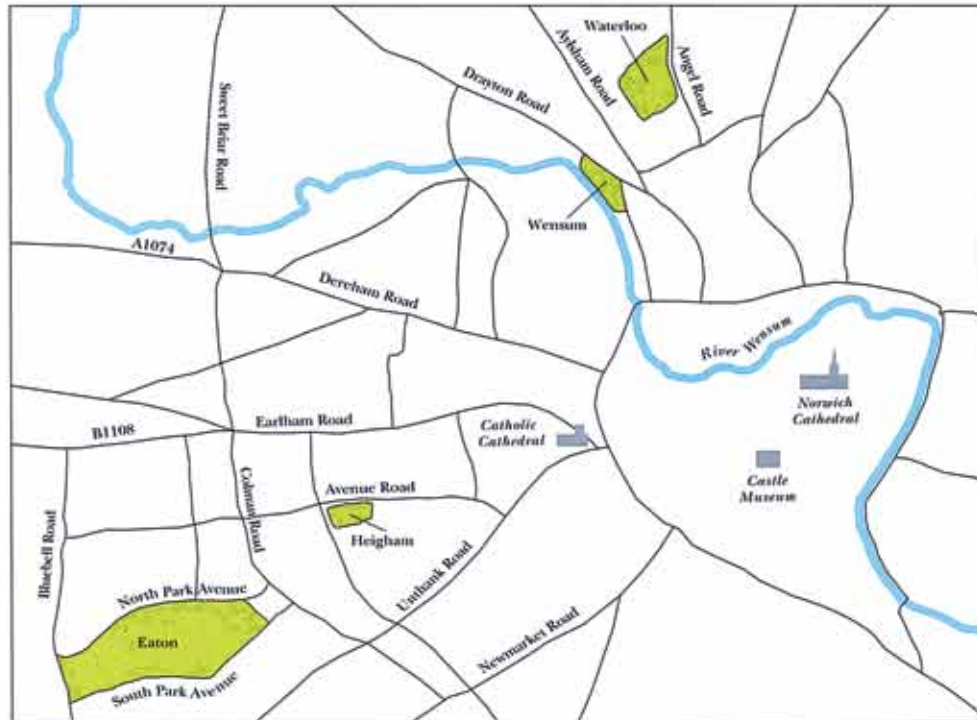 Waterloo
Aylsham Road
Angel Road
Drayton Road
Sweet Briar Road
Wensum
A1074
Dereham Road
River Wensum
Norwich
Cathedral
Earlham Road
Catholic
Cathedral
B1108
Castle
Museum
Colman Road
Avenue Road
Heigham
Bluebell Road
Unthank Road
North Park Avenue
Eaton
Newmarket Road
South Park Avenue